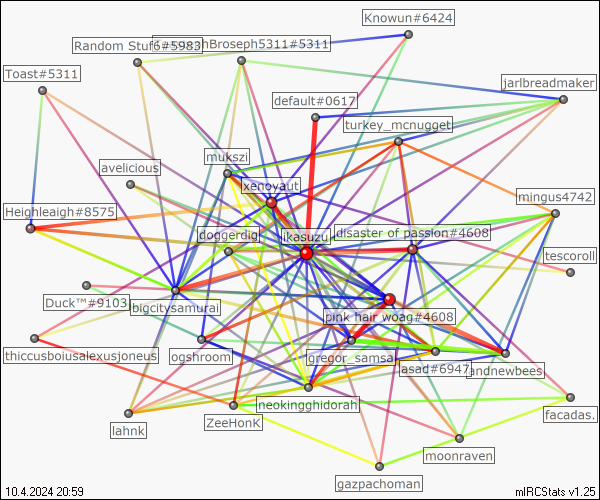 Knowun#6424
Random Stuf6#5983
Broseph5311#5311
Toast#5311
jarlbreadmaker
default#0617
turkey_mcnugget
mukszi
avelicious
xenoyaut
mingus4742
Heighleaigh#8575
doggerdig
ikasuzu
disaster of passion#4608
tescoroll
Duck™#9103
bigcitysamurai
pink hair woag#4608
thiccusboiusalexusjoneus
ogshroom
gregor_samsa
asad#6947
andnewbees
neokingghidorah
facadas.
lahnk
ZeeHonK
moonraven
gazpachoman
10.4.2024 20:59
mIRCStats v1.25